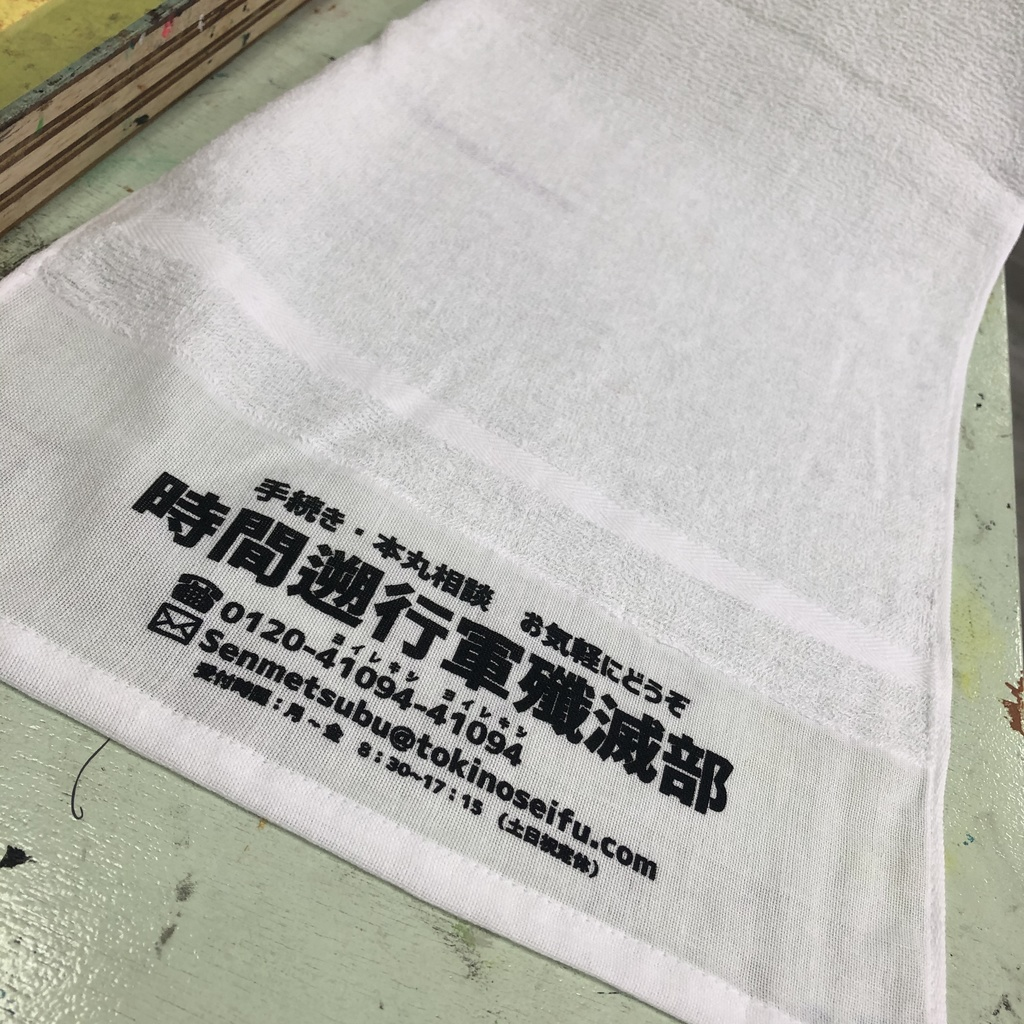 手続き・本丸相談　お気軽にどうぞ
時間遡行軍殲滅部
ヨイレキシ ヨイレキシ
☎0120-41094-41094
✉Senmetsubu@tokinoseifu.com
受付時間：月～金 8：30～17：15 （土日祝定休）